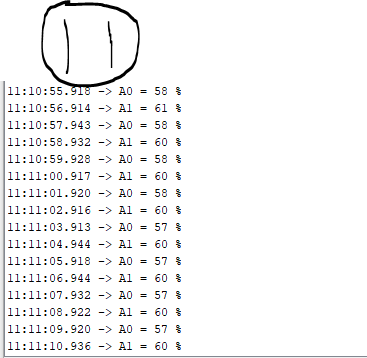 11:10:55.918 -> A0 = 58 %
11:10:56.914 -> A1 = 61 %
11:10:57.943 -> A0 = 58 %
11:10:58.932 -> A1 = 60 %
11:10:59.928 -> A0 = 58 %
11:11:00.917 -> A1 = 60 %
11:11:01.920 -> A0 = 58 %
11:11:02.916 -> A1 = 60 %
11:11:03.913 -> A0 = 57 %
11:11:04.944 -> A1 = 60 %
11:11:05.918 -> A0 = 57 %
11:11:06.944 -> A1 = 60 %
11:11:07.932 -> A0 = 57 %
11:11:08.922 -> A1 = 60 %
11:11:09.920 -> A0 = 57 %
11:11:10.936 -> A1 = 60 %